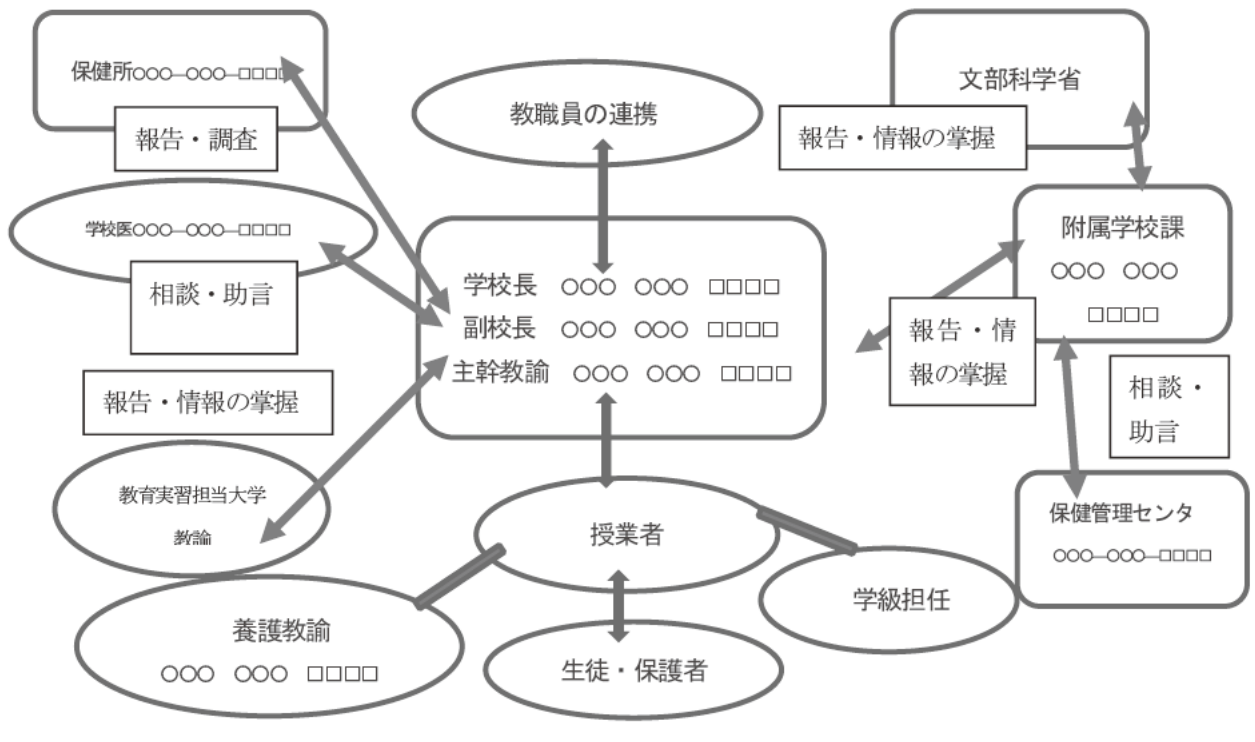 保健所○○○―○○○―□□□□
報告・調査
学校医○○○―○○○―□□□□
相談・助言
報告・情報の掌握
教育実習担当大学
教諭
養護教諭
○○○ ○○○ □□□□
教職員の連携
学校長 ○○○ ○○○ □□□□
副校長 ○○○ ○○○ □□□□
主幹教諭 ○○○ ○○○ □□□□
授業者
生徒・保護者
学級担任
文部科学省
報告・情報の掌握
附属学校課
○○○ ○○○
□□□□
報告・情
報の掌握
相談・
助言
保健管理センタ
○○○―○○○―□□□□